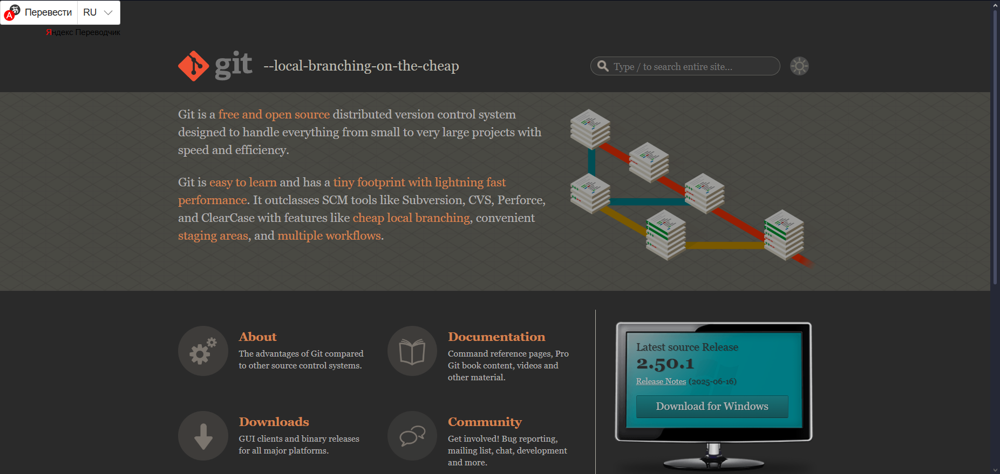 Перевести RU
Яндекс Переводчик
git --local-branching-on-the-cheap
Type / to search entire site...
Git is a free and open source distributed version control system
designed to handle everything from small to very large projects with
speed and efficiency.
Git is easy to learn and has a tiny footprint with lightning fast
performance. It outclasses SCM tools like Subversion, CVS, Perforce,
and ClearCase with features like cheap local branching, convenient
staging areas, and multiple workflows.
About
The advantages of Git compared
to other source control systems.
Documentation
Command reference pages, Pro
Git book content, videos and
other material.
Downloads
GUI clients and binary releases
for all major platforms.
Community
Get involved! Bug reporting,
mailing list, chat, development
and more.
Latest source Release
2.50.1
Release Notes (2025-06-16)
Download for Windows